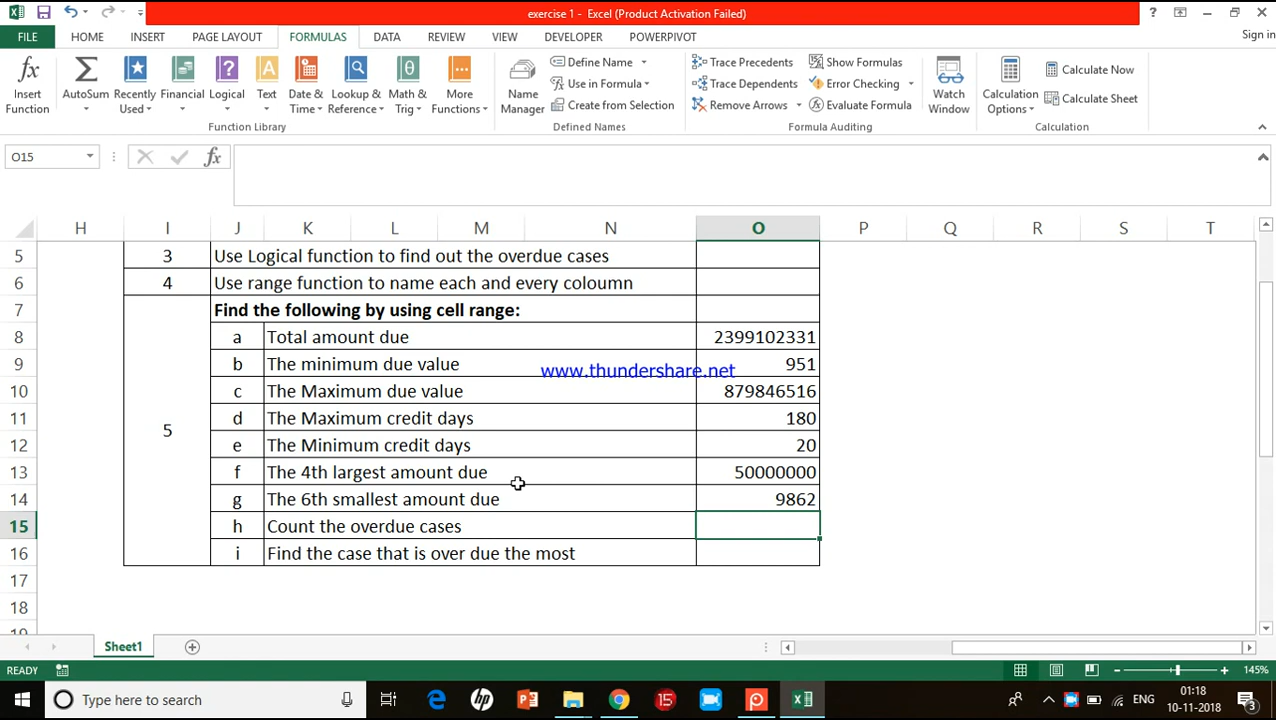 exercise 1 - Excel (Product Activation Failed)
?
FILE HOME INSERT PAGE LAYOUT FORMULAS DATA REVIEW VIEW DEVELOPER POWERPIVOT Sign in
Insert Function
AutoSum
Recently Used
Financial
Logical
Text
Date & Time
Lookup & Reference
Math & Trig
More Functions
Function Library
Name Manager
Define Name
Use in Formula
Create from Selection
Defined Names
Trace Precedents
Trace Dependents
Remove Arrows
Show Formulas
Error Checking
Evaluate Formula
Formula Auditing
Watch Window
Calculation Options
Calculate Now
Calculate Sheet
Calculation
O15
fx
H I J K L M N O P Q R S T
5 3 Use Logical function to find out the overdue cases
6 4 Use range function to name each and every coloumn
7 Find the following by using cell range:
8 a Total amount due 2399102331
9 b The minimum due value 951
www.thundershare.net
10 c The Maximum due value 879846516
11 d The Maximum credit days 180
5
12 e The Minimum credit days 20
13 f The 4th largest amount due 50000000
14 g The 6th smallest amount due 9862
15 h Count the overdue cases
16 i Find the case that is over due the most
17
18
19
Sheet1
READY 145%
Type here to search
15
ENG
01:18
10-11-2018
3